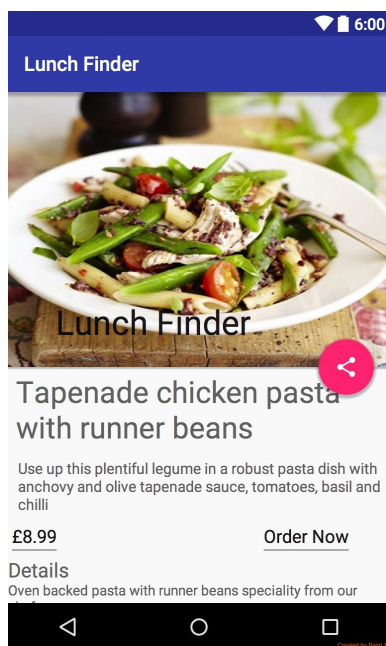 6:00
Lunch Finder
Lunch Finder
Tapenade chicken pasta
with runner beans
Use up this plentiful legume in a robust pasta dish with
anchovy and olive tapenade sauce, tomatoes, basil and
chilli
£8.99
Order Now
Details
Oven backed pasta with runner beans speciality from our